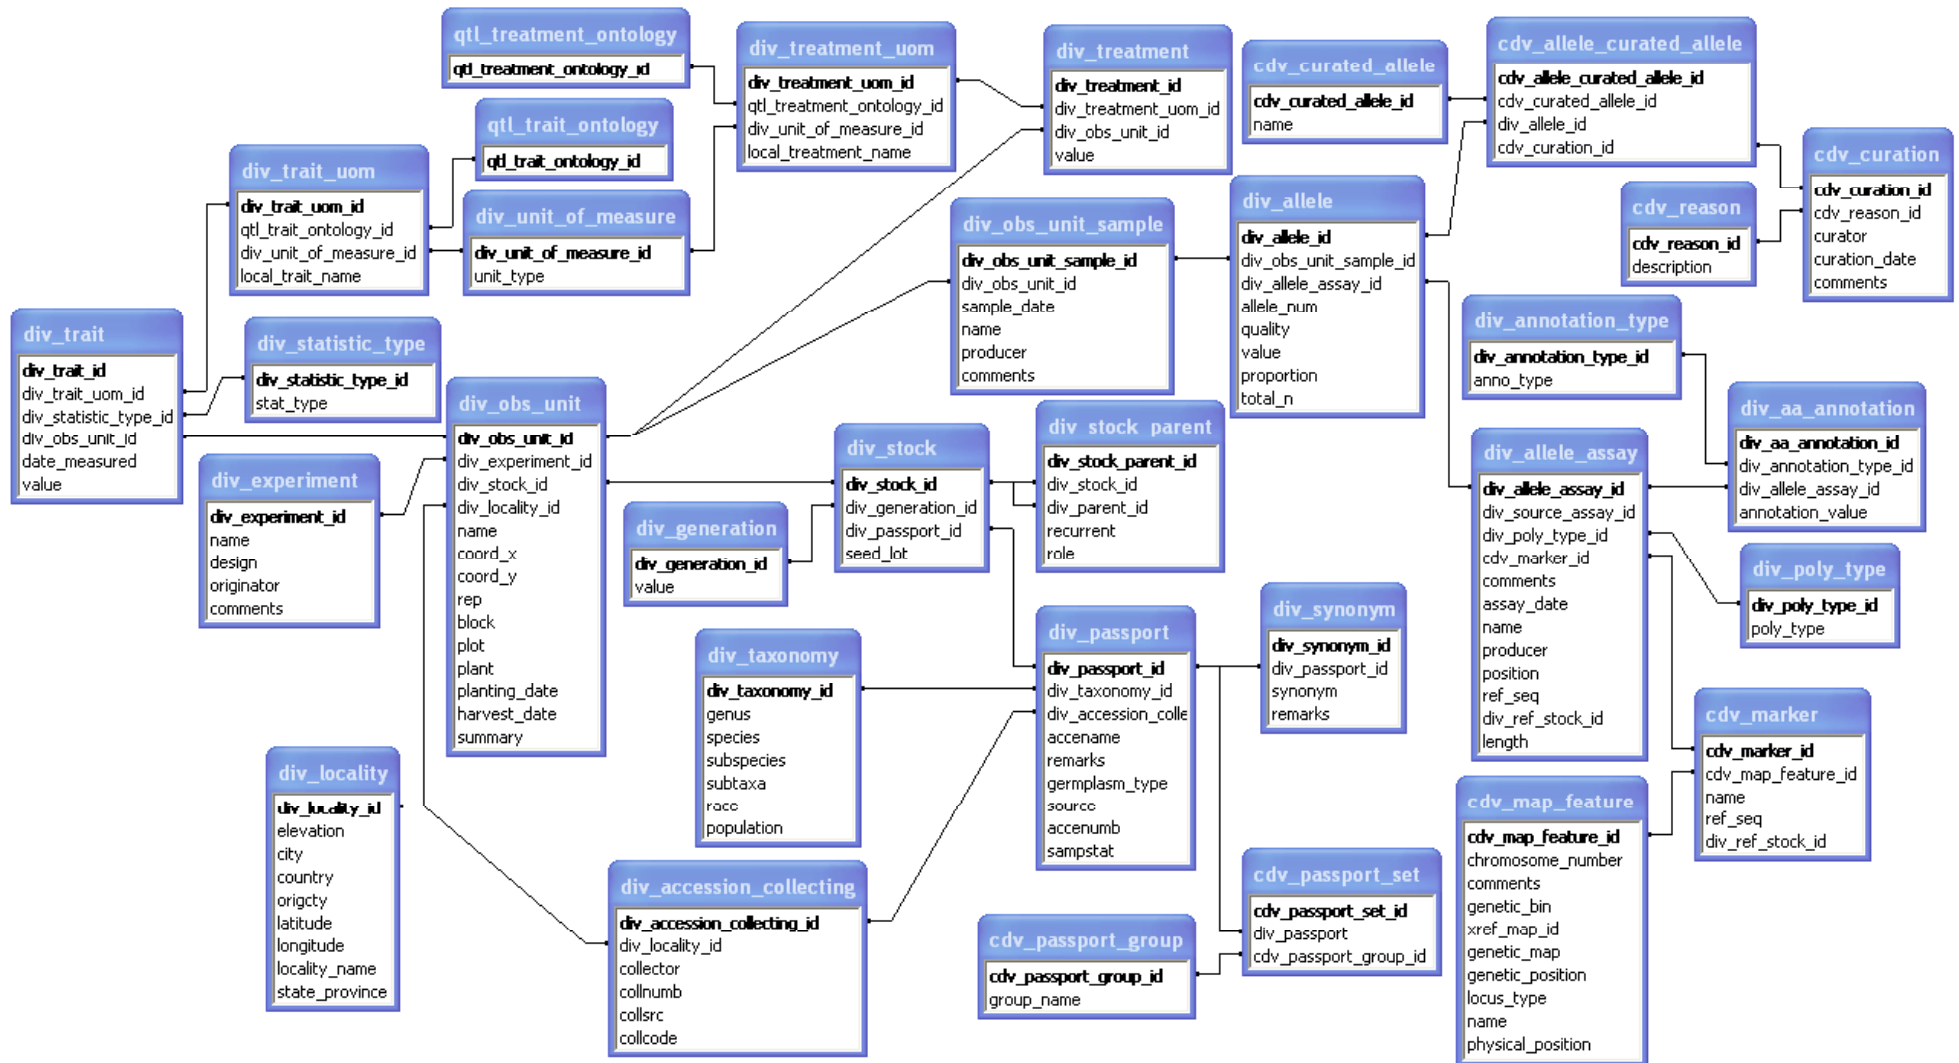 qtl_treatment_ontology
qtl_treatment_ontology_id
div_treatment_uom
div_treatment_uom_id
qtl_treatment_ontology_id
div_unit_of_measure_id
local_treatment_name
div_treatment
div_treatment_id
div_treatment_uom_id
div_obs_unit_id
value
cdv_curated_allele
cdv_curated_allele_id
name
cdv_allele_curated_allele
cdv_allele_curated_allele_id
cdv_curated_allele_id
div_allele_id
cdv_curation_id
qtl_trait_ontology
qtl_trait_ontology_id
div_trait_uom
div_trait_uom_id
qtl_trait_ontology_id
div_unit_of_measure_id
local_trait_name
div_unit_of_measure
div_unit_of_measure_id
unit_type
cdv_curation
cdv_curation_id
cdv_reason_id
curator
curation_date
comments
cdv_reason
cdv_reason_id
description
div_obs_unit_sample
div_obs_unit_sample_id
div_obs_unit_id
sample_date
name
producer
comments
div_allele
div_allele_id
div_obs_unit_sample_id
div_allele_assay_id
allele_num
quality
value
proportion
total_n
div_trait
div_trait_id
div_trait_uom_id
div_statistic_type_id
div_obs_unit_id
date_measured
value
div_statistic_type
div_statistic_type_id
stat_type
div_annotation_type
div_annotation_type_id
anno_type
div_aa_annotation
div_aa_annotation_id
div_annotation_type_id
div_allele_assay_id
annotation_value
div_obs_unit
div_obs_unit_id
div_experiment_id
div_stock_id
div_locality_id
name
coord_x
coord_y
rep
block
plot
plant
planting_date
harvest_date
summary
div_experiment
div_experiment_id
name
design
originator
comments
div_stock
div_stock_id
div_generation_id
div_passport_id
seed_lot
div_stock_parent
div_stock_parent_id
div_stock_id
div_parent_id
recurrent
role
div_generation
div_generation_id
value
div_allele_assay
div_allele_assay_id
div_source_assay_id
div_poly_type_id
cdv_marker_id
comments
assay_date
name
producer
position
ref_seq
div_ref_stock_id
length
div_poly_type
div_poly_type_id
poly_type
div_taxonomy
div_taxonomy_id
genus
species
subspecies
subtaxa
race
population
div_passport
div_passport_id
div_taxonomy_id
div_accession_colle
accename
remarks
germplasm_type
source
accenumb
sampstat
div_synonym
div_synonym_id
div_passport_id
synonym
remarks
cdv_marker
cdv_marker_id
cdv_map_feature_id
name
ref_seq
div_ref_stock_id
div_locality
div_locality_id
elevation
city
country
origcty
latitude
longitude
locality_name
state_province
div_accession_collecting
div_accession_collecting_id
div_locality_id
collector
collnumb
collsrc
collcode
cdv_passport_group
cdv_passport_group_id
group_name
cdv_passport_set
cdv_passport_set_id
div_passport
cdv_passport_group_id
cdv_map_feature
cdv_map_feature_id
chromosome_number
comments
genetic_bin
xref_map_id
genetic_map
genetic_position
locus_type
name
physical_position